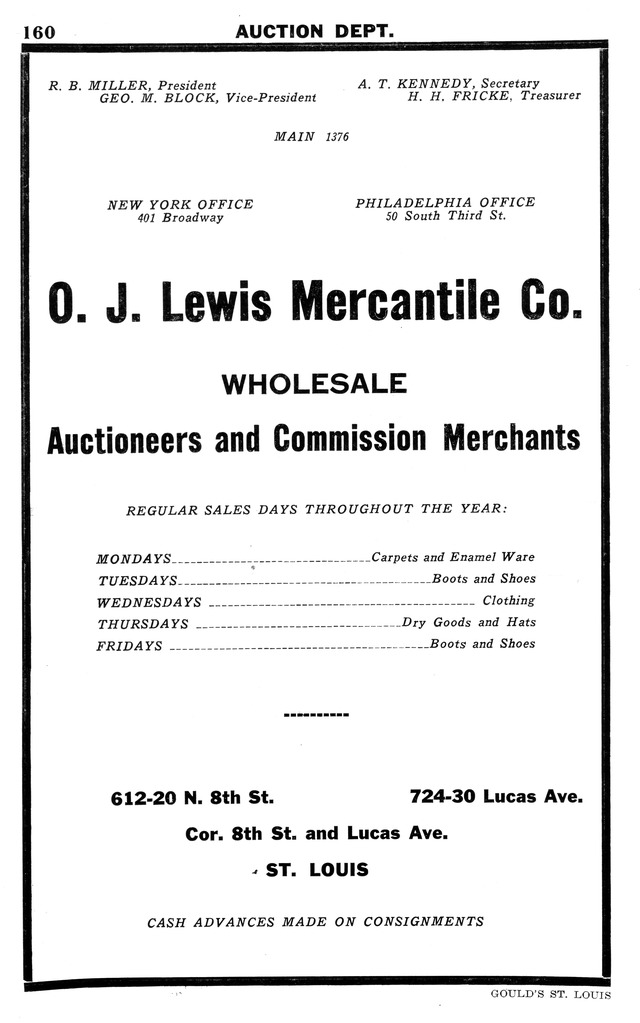 160
AUCTION DEPT.
R. B. MILLER, President
GEO. M. BLOCK, Vice-President
A. T. KENNEDY, Secretary
H. H. FRICKE, Treasurer
MAIN 1376
NEW YORK OFFICE
401 Broadway
PHILADELPHIA OFFICE
50 South Third St.
O. J. Lewis Mercantile Co.
WHOLESALE
Auctioneers and Commission Merchants
REGULAR SALES DAYS THROUGHOUT THE YEAR:
MONDAYS Carpets and Enamel Ware
TUESDAYS Boots and Shoes
WEDNESDAYS Clothing
THURSDAYS Dry Goods and Hats
FRIDAYS Boots and Shoes
612-20 N. 8th St. 724-30 Lucas Ave.
Cor. 8th St. and Lucas Ave.
ST. LOUIS
CASH ADVANCES MADE ON CONSIGNMENTS
GOULD'S ST. LOUIS